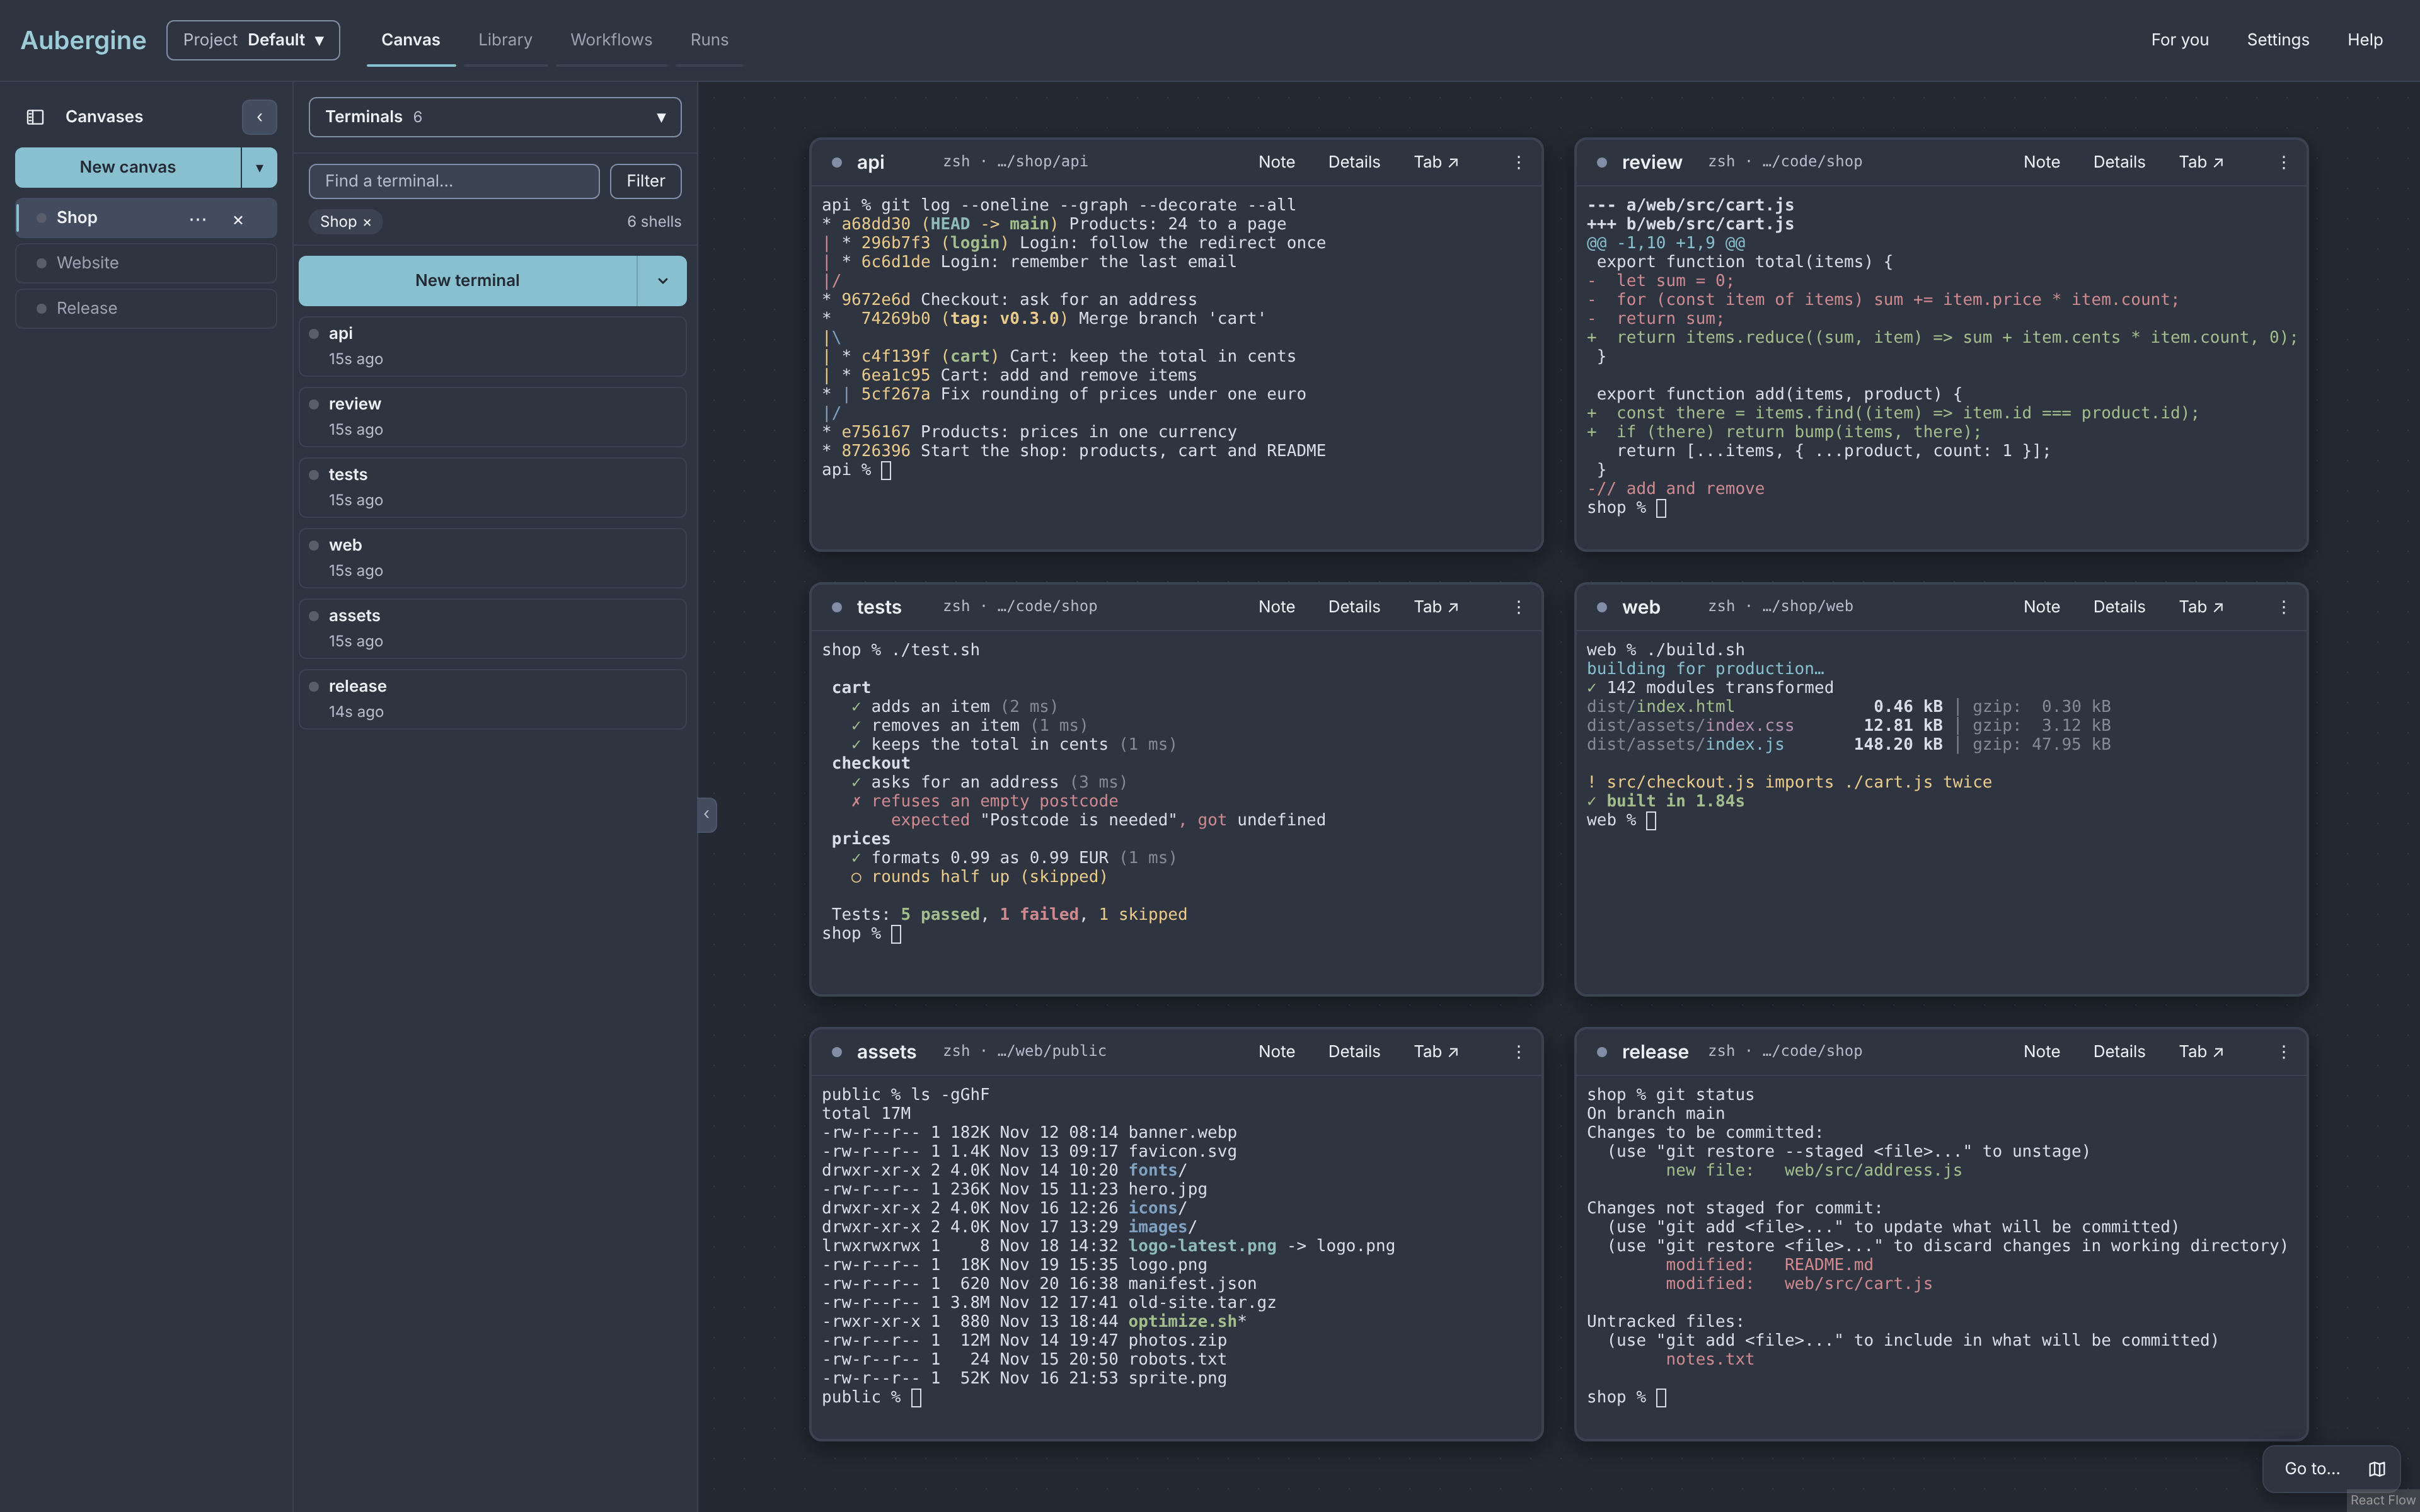 Aubergine
Project Default ▾
Canvas
Library
Workflows
Runs
For you
Settings
Help
Canvases
New canvas
Shop ··· ×
Website
Release
Terminals 6
Find a terminal...
Filter
Shop ×
6 shells
New terminal
api
15s ago
review
15s ago
tests
15s ago
web
15s ago
assets
15s ago
release
14s ago
api zsh · …/shop/api Note Details Tab ↗ ⋮
api % git log --oneline --graph --decorate --all
* a68dd30 (HEAD -> main) Products: 24 to a page
| * 296b7f3 (login) Login: follow the redirect once
| * 6c6d1de Login: remember the last email
|/
* 9672e6d Checkout: ask for an address
*   74269b0 (tag: v0.3.0) Merge branch 'cart'
|\
| * c4f139f (cart) Cart: keep the total in cents
| * 6ea1c95 Cart: add and remove items
* | 5cf267a Fix rounding of prices under one euro
|/
* e756167 Products: prices in one currency
* 8726396 Start the shop: products, cart and README
api %
review zsh · …/code/shop Note Details Tab ↗ ⋮
--- a/web/src/cart.js
+++ b/web/src/cart.js
@@ -1,10 +1,9 @@
 export function total(items) {
-  let sum = 0;
-  for (const item of items) sum += item.price * item.count;
-  return sum;
+  return items.reduce((sum, item) => sum + item.cents * item.count, 0);
 }
 export function add(items, product) {
+  const there = items.find((item) => item.id === product.id);
+  if (there) return bump(items, there);
   return [...items, { ...product, count: 1 }];
 }
-// add and remove
shop %
tests zsh · …/code/shop Note Details Tab ↗ ⋮
shop % ./test.sh
cart
✓ adds an item (2 ms)
✓ removes an item (1 ms)
✓ keeps the total in cents (1 ms)
checkout
✓ asks for an address (3 ms)
✗ refuses an empty postcode
expected "Postcode is needed", got undefined
prices
✓ formats 0.99 as 0.99 EUR (1 ms)
○ rounds half up (skipped)
Tests: 5 passed, 1 failed, 1 skipped
shop %
web zsh · …/shop/web Note Details Tab ↗ ⋮
web % ./build.sh
building for production…
✓ 142 modules transformed
dist/index.html 0.46 kB │ gzip: 0.30 kB
dist/assets/index.css 12.81 kB │ gzip: 3.12 kB
dist/assets/index.js 148.20 kB │ gzip: 47.95 kB
! src/checkout.js imports ./cart.js twice
✓ built in 1.84s
web %
assets zsh · …/web/public Note Details Tab ↗ ⋮
public % ls -gGhF
total 17M
-rw-r--r-- 1 182K Nov 12 08:14 banner.webp
-rw-r--r-- 1 1.4K Nov 13 09:17 favicon.svg
drwxr-xr-x 2 4.0K Nov 14 10:20 fonts/
-rw-r--r-- 1 236K Nov 15 11:23 hero.jpg
drwxr-xr-x 2 4.0K Nov 16 12:26 icons/
drwxr-xr-x 2 4.0K Nov 17 13:29 images/
lrwxrwxrwx 1    8 Nov 18 14:32 logo-latest.png -> logo.png
-rw-r--r-- 1  18K Nov 19 15:35 logo.png
-rw-r--r-- 1  620 Nov 20 16:38 manifest.json
-rw-r--r-- 1 3.8M Nov 12 17:41 old-site.tar.gz
-rwxr-xr-x 1  880 Nov 13 18:44 optimize.sh*
-rw-r--r-- 1  12M Nov 14 19:47 photos.zip
-rw-r--r-- 1   24 Nov 15 20:50 robots.txt
-rw-r--r-- 1  52K Nov 16 21:53 sprite.png
public %
release zsh · …/code/shop Note Details Tab ↗ ⋮
shop % git status
On branch main
Changes to be committed:
  (use "git restore --staged <file>..." to unstage)
new file:   web/src/address.js
Changes not staged for commit:
  (use "git add <file>..." to update what will be committed)
  (use "git restore <file>..." to discard changes in working directory)
modified:   README.md
modified:   web/src/cart.js
Untracked files:
  (use "git add <file>..." to include in what will be committed)
notes.txt
shop %
Go to...
React Flow